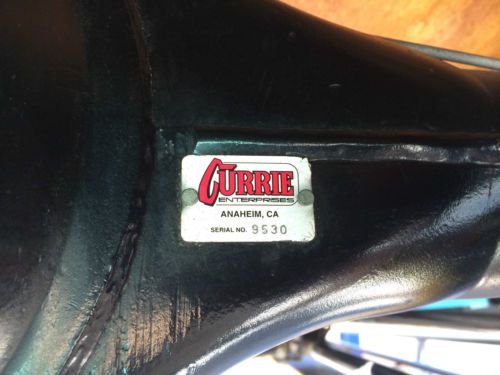 CURRIE
ENTERPRISES
ANAHEIM, CA
SERIAL NO. 9530